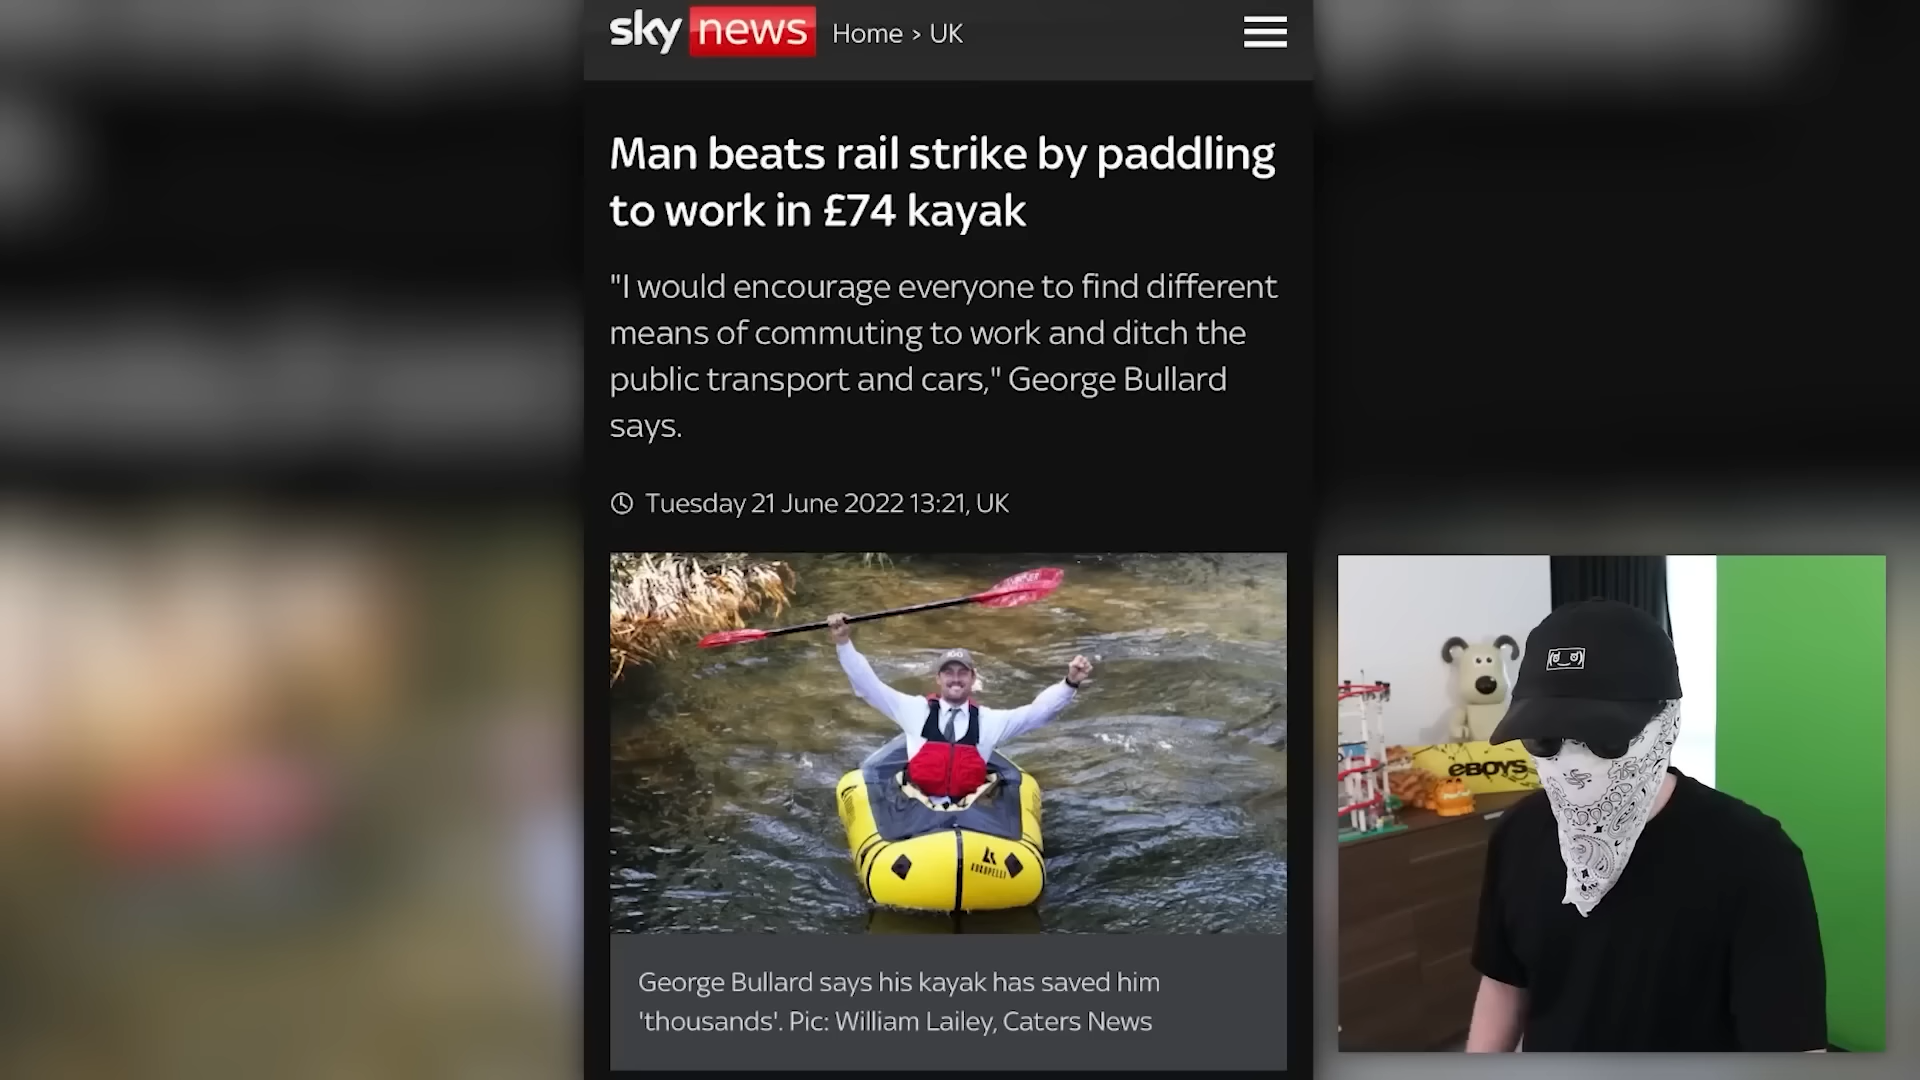 sky news Home > UK
Man beats rail strike by paddling
to work in £74 kayak
"I would encourage everyone to find different
means of commuting to work and ditch the
public transport and cars," George Bullard
says.
Tuesday 21 June 2022 13:21, UK
KOKOPELLI
eBOYS
George Bullard says his kayak has saved him
'thousands'. Pic: William Lailey, Caters News